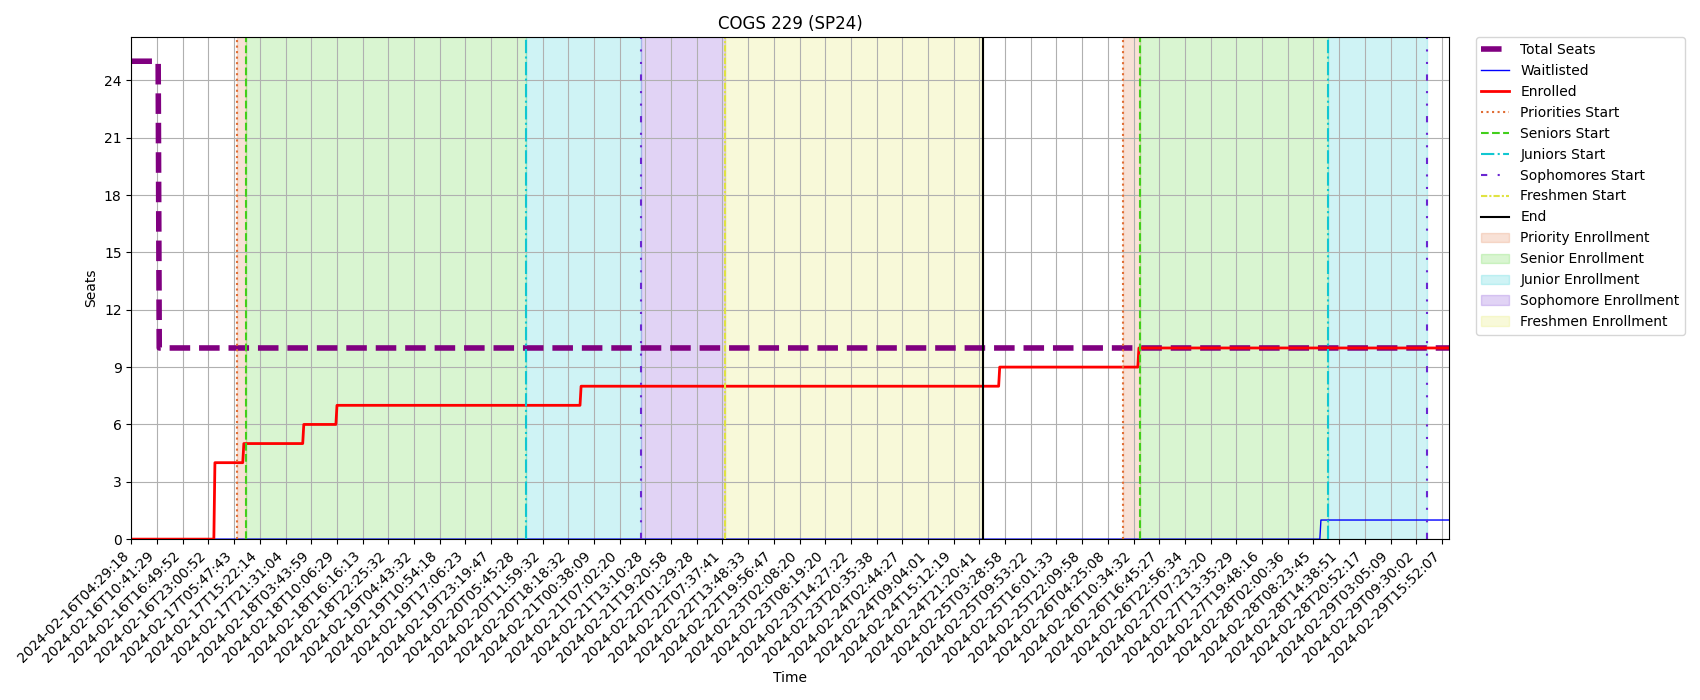 COGS 229 (SP24)
Seats
24
21
18
15
12
9
6
3
0
2024-02-16T04:29:18
2024-02-16T10:41:29
2024-02-16T16:49:52
2024-02-16T23:00:52
2024-02-17T05:47:43
2024-02-17T15:22:14
2024-02-17T21:31:04
2024-02-18T03:43:59
2024-02-18T10:06:29
2024-02-18T16:16:13
2024-02-18T22:25:32
2024-02-19T04:43:32
2024-02-19T10:54:18
2024-02-19T17:06:23
2024-02-19T23:19:47
2024-02-20T05:45:28
2024-02-20T11:59:32
2024-02-20T18:18:32
2024-02-21T00:38:09
2024-02-21T07:02:20
2024-02-21T13:10:28
2024-02-21T19:20:58
2024-02-22T01:29:28
2024-02-22T07:37:41
2024-02-22T13:48:33
2024-02-22T19:56:47
2024-02-23T02:08:20
2024-02-23T08:19:20
2024-02-23T14:27:22
2024-02-23T20:35:38
2024-02-24T02:44:27
2024-02-24T09:04:01
2024-02-24T15:12:19
2024-02-24T21:20:41
2024-02-25T03:28:58
2024-02-25T09:53:22
2024-02-25T16:01:33
2024-02-25T22:09:58
2024-02-26T04:25:08
2024-02-26T10:34:32
2024-02-26T16:45:27
2024-02-26T22:56:34
2024-02-27T07:23:20
2024-02-27T13:35:29
2024-02-27T19:48:16
2024-02-28T02:00:36
2024-02-28T08:23:45
2024-02-28T14:38:51
2024-02-28T20:52:17
2024-02-29T03:05:09
2024-02-29T09:30:02
2024-02-29T15:52:07
Time
Total Seats
Waitlisted
Enrolled
Priorities Start
Seniors Start
Juniors Start
Sophomores Start
Freshmen Start
End
Priority Enrollment
Senior Enrollment
Junior Enrollment
Sophomore Enrollment
Freshmen Enrollment